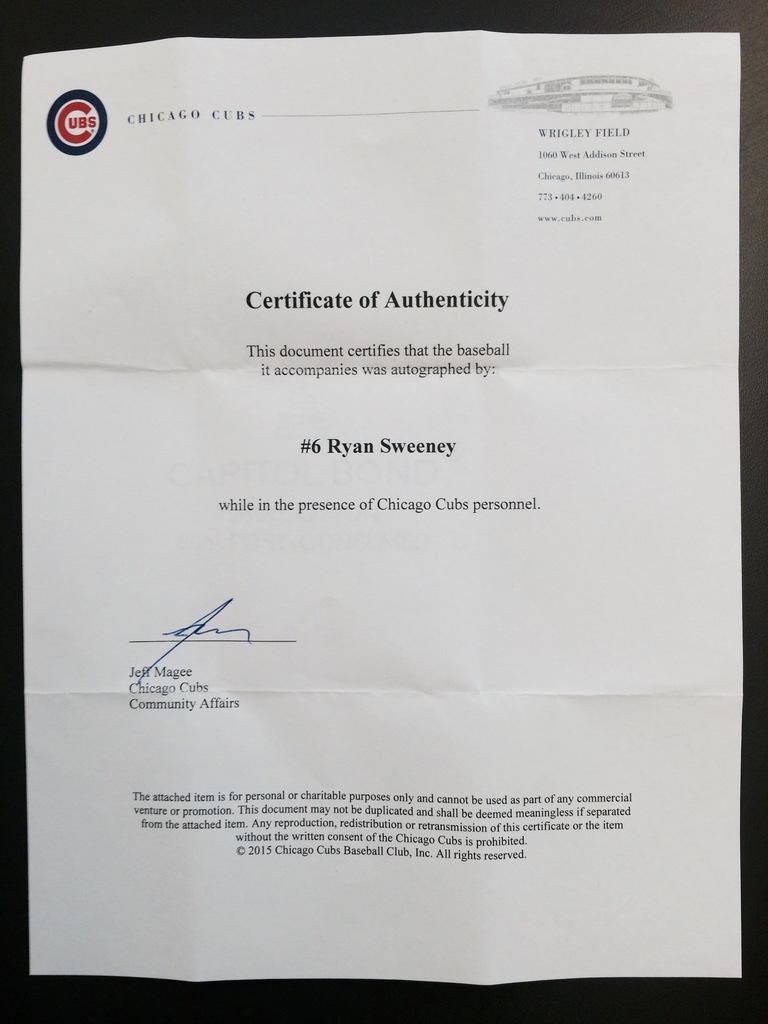 CUBS
CHICAGO CUBS
WRIGLEY FIELD
1060 West Addison Street
Chicago, Illinois 60613
773 • 404 • 4260
www.cubs.com
Certificate of Authenticity
This document certifies that the baseball
it accompanies was autographed by:
#6 Ryan Sweeney
CAPITOL BOND
while in the presence of Chicago Cubs personnel.
Jeff Magee
Chicago Cubs
Community Affairs
The attached item is for personal or charitable purposes only and cannot be used as part of any commercial
venture or promotion. This document may not be duplicated and shall be deemed meaningless if separated
from the attached item. Any reproduction, redistribution or retransmission of this certificate or the item
without the written consent of the Chicago Cubs is prohibited.
© 2015 Chicago Cubs Baseball Club, Inc. All rights reserved.